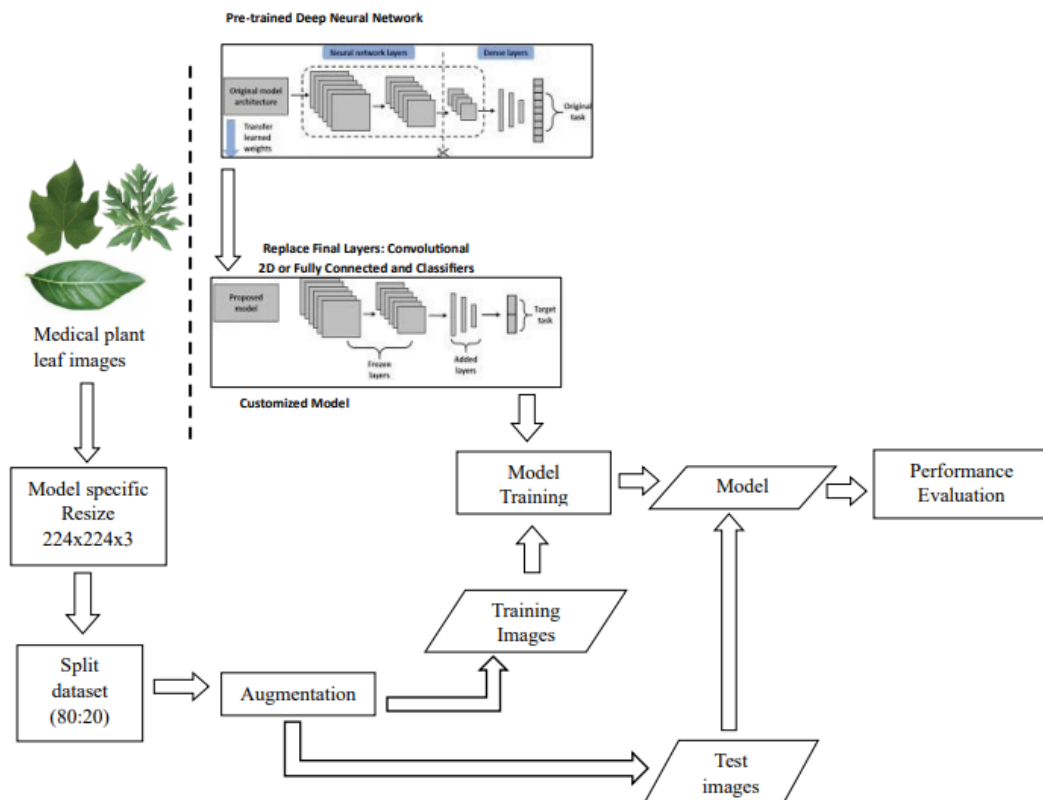 Pre-trained Deep Neural Network
Neural network layers
Dense layers
Original model
architecture
Original
task
Transfer
learned
weights
Replace Final Layers: Convolutional
2D or Fully Connected and Classifiers
Proposed
model
Target
task
Frozen
layers
Added
layers
Customized Model
Medical plant
leaf images
Model specific
Resize
224x224x3
Split
dataset
(80:20)
Augmentation
Training
Images
Model
Training
Model
Performance
Evaluation
Test
images